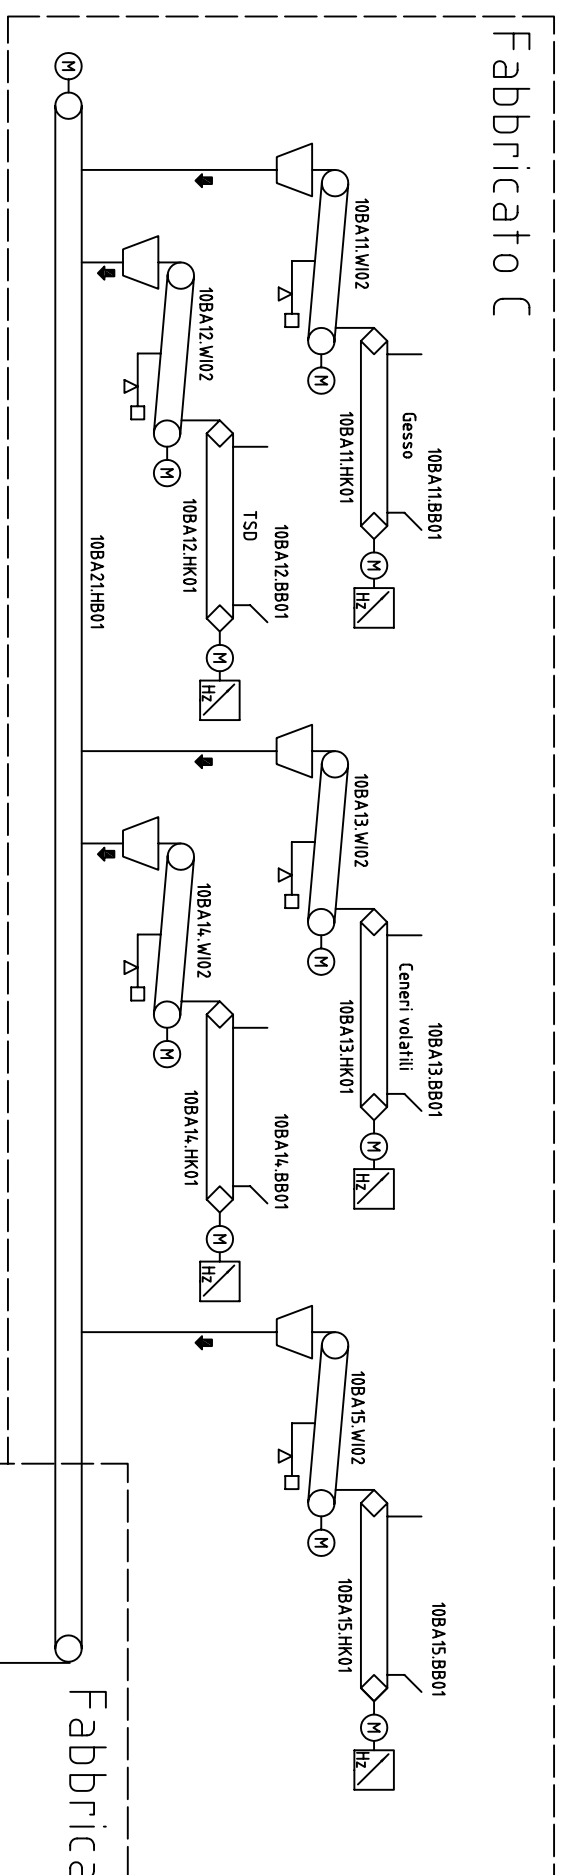 Fabbricato C
10BA11.BB01
Gesso
10BA11.WI02
10BA11.HK01
M
Hz
M
10BA12.BB01
TSD
10BA12.WI02
10BA12.HK01
M
Hz
M
10BA13.BB01
Ceneri volatili
10BA13.WI02
10BA13.HK01
M
Hz
M
10BA14.BB01
10BA14.WI02
10BA14.HK01
M
Hz
M
10BA15.BB01
10BA15.WI02
10BA15.HK01
M
Hz
M
10BA21.HB01
M
Fabbrica